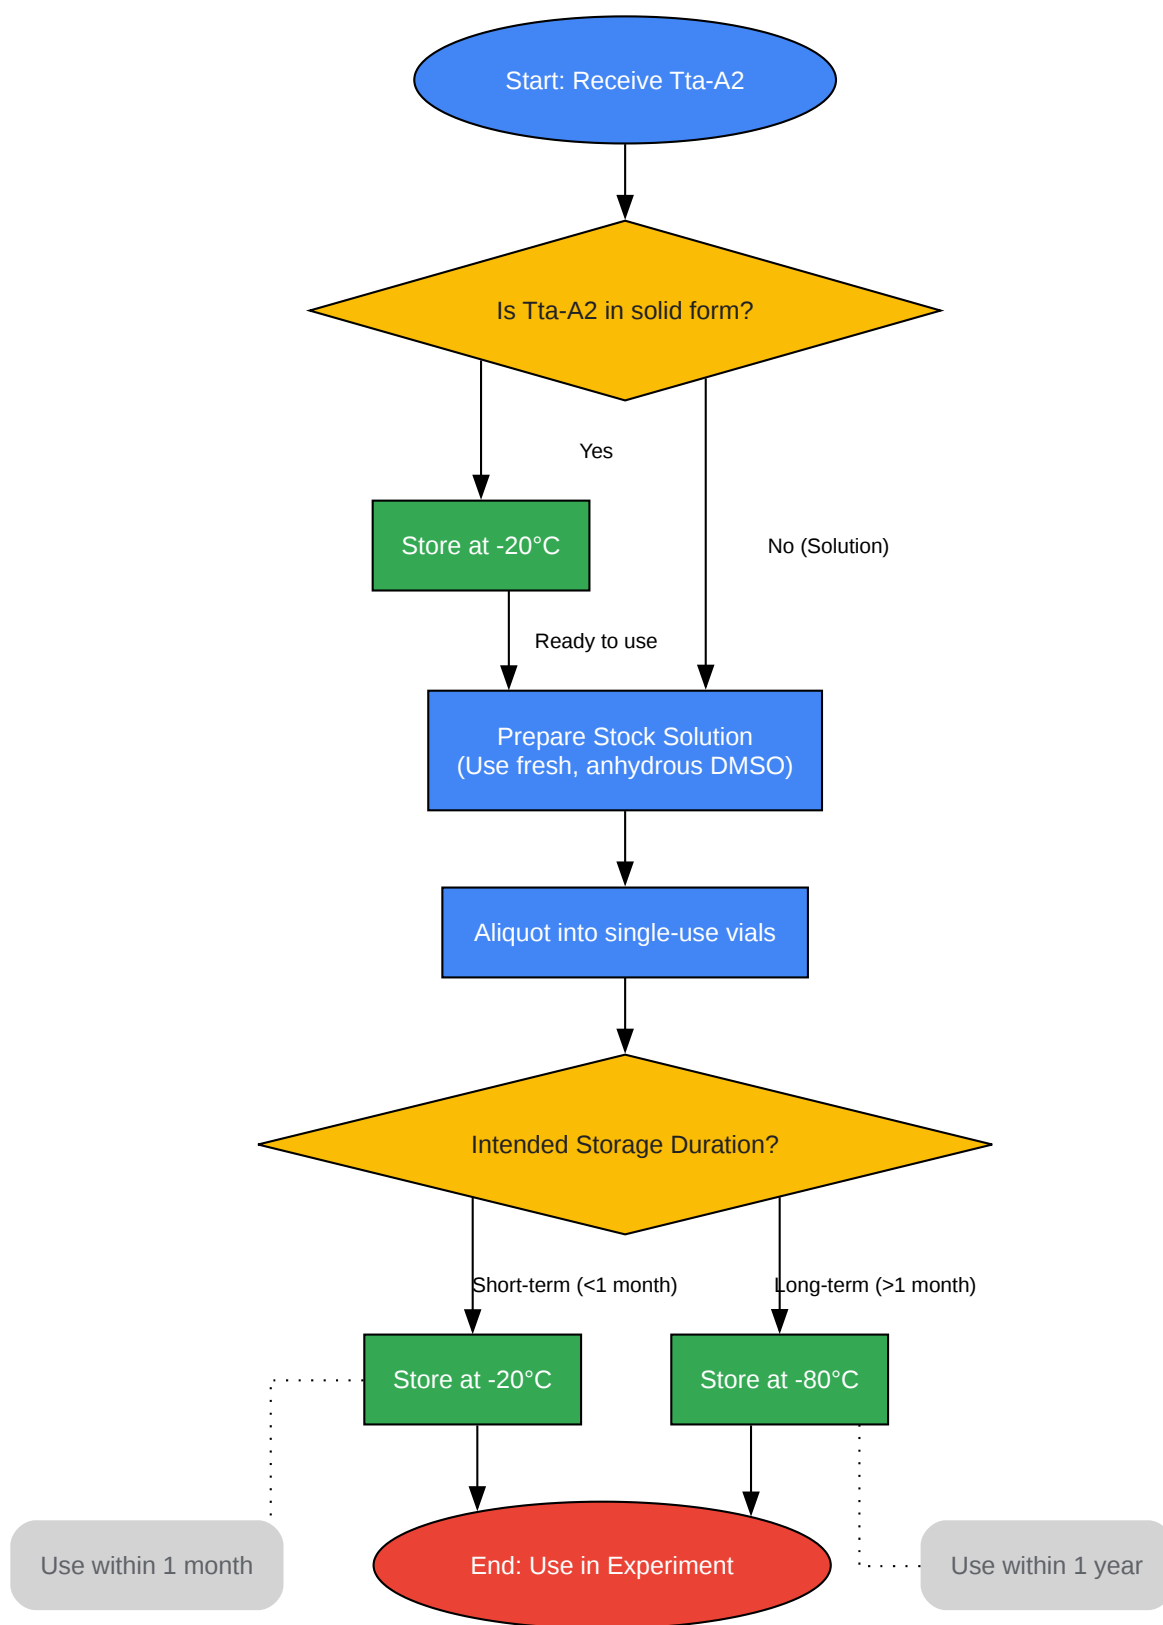 Start: Receive Tta-A2
Is Tta-A2 in solid form?
Yes
Store at -20°C
No (Solution)
Ready to use
Prepare Stock Solution
(Use fresh, anhydrous DMSO)
Aliquot into single-use vials
Intended Storage Duration?
Short-term (<1 month)
Long-term (>1 month)
Store at -20°C
Store at -80°C
Use within 1 month
End: Use in Experiment
Use within 1 year